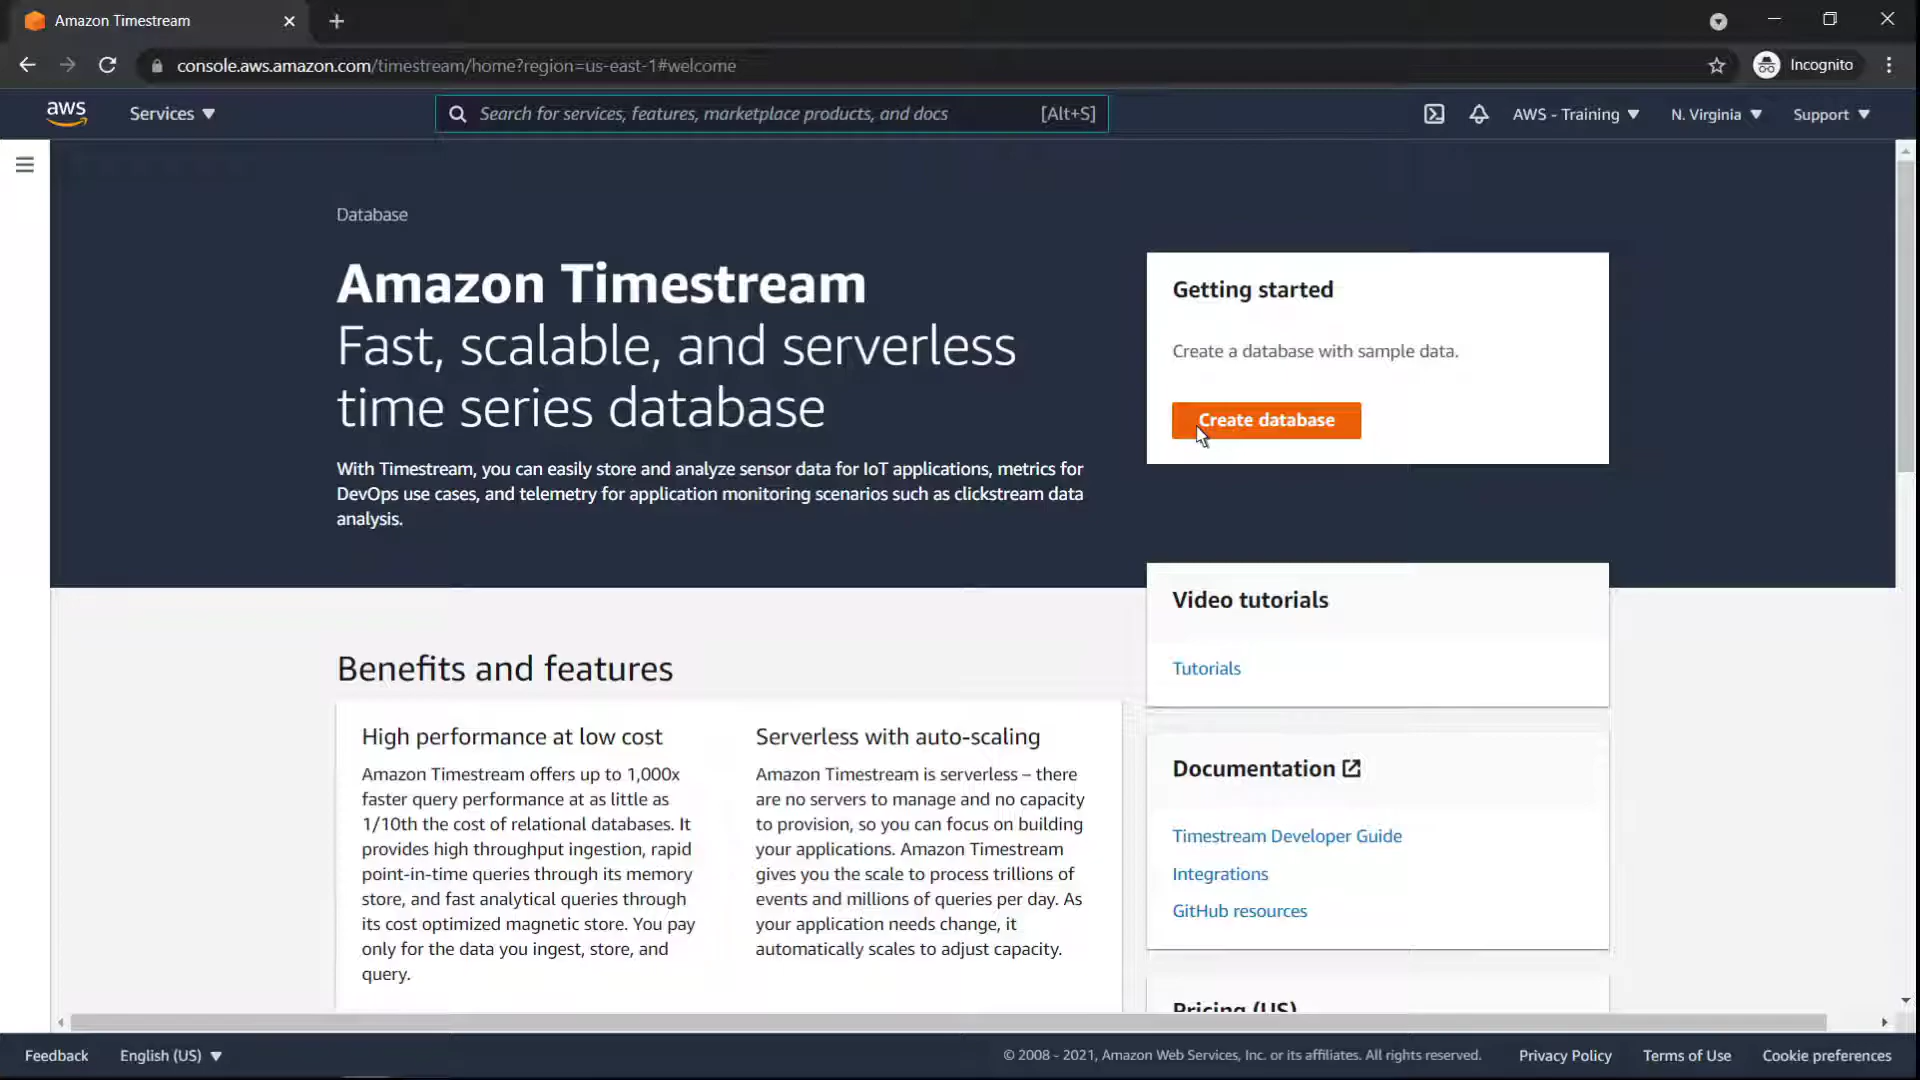 Amazon Timestream
console.aws.amazon.com/timestream/home?region=us-east-1#welcome
Incognito
aws
Services
Search for services, features, marketplace products, and docs
[Alt+S]
AWS - Training
N. Virginia
Support
Database
Amazon Timestream
Fast, scalable, and serverless
time series database
With Timestream, you can easily store and analyze sensor data for IoT applications, metrics for
DevOps use cases, and telemetry for application monitoring scenarios such as clickstream data
analysis.
Getting started
Create a database with sample data.
Create database
Video tutorials
Tutorials
Benefits and features
High performance at low cost
Amazon Timestream offers up to 1,000x
faster query performance at as little as
1/10th the cost of relational databases. It
provides high throughput ingestion, rapid
point-in-time queries through its memory
store, and fast analytical queries through
its cost optimized magnetic store. You pay
only for the data you ingest, store, and
query.
Serverless with auto-scaling
Amazon Timestream is serverless – there
are no servers to manage and no capacity
to provision, so you can focus on building
your applications. Amazon Timestream
gives you the scale to process trillions of
events and millions of queries per day. As
your application needs change, it
automatically scales to adjust capacity.
Documentation
Timestream Developer Guide
Integrations
GitHub resources
Pricing (US)
Feedback
English (US)
© 2008 - 2021, Amazon Web Services, Inc. or its affiliates. All rights reserved.
Privacy Policy
Terms of Use
Cookie preferences